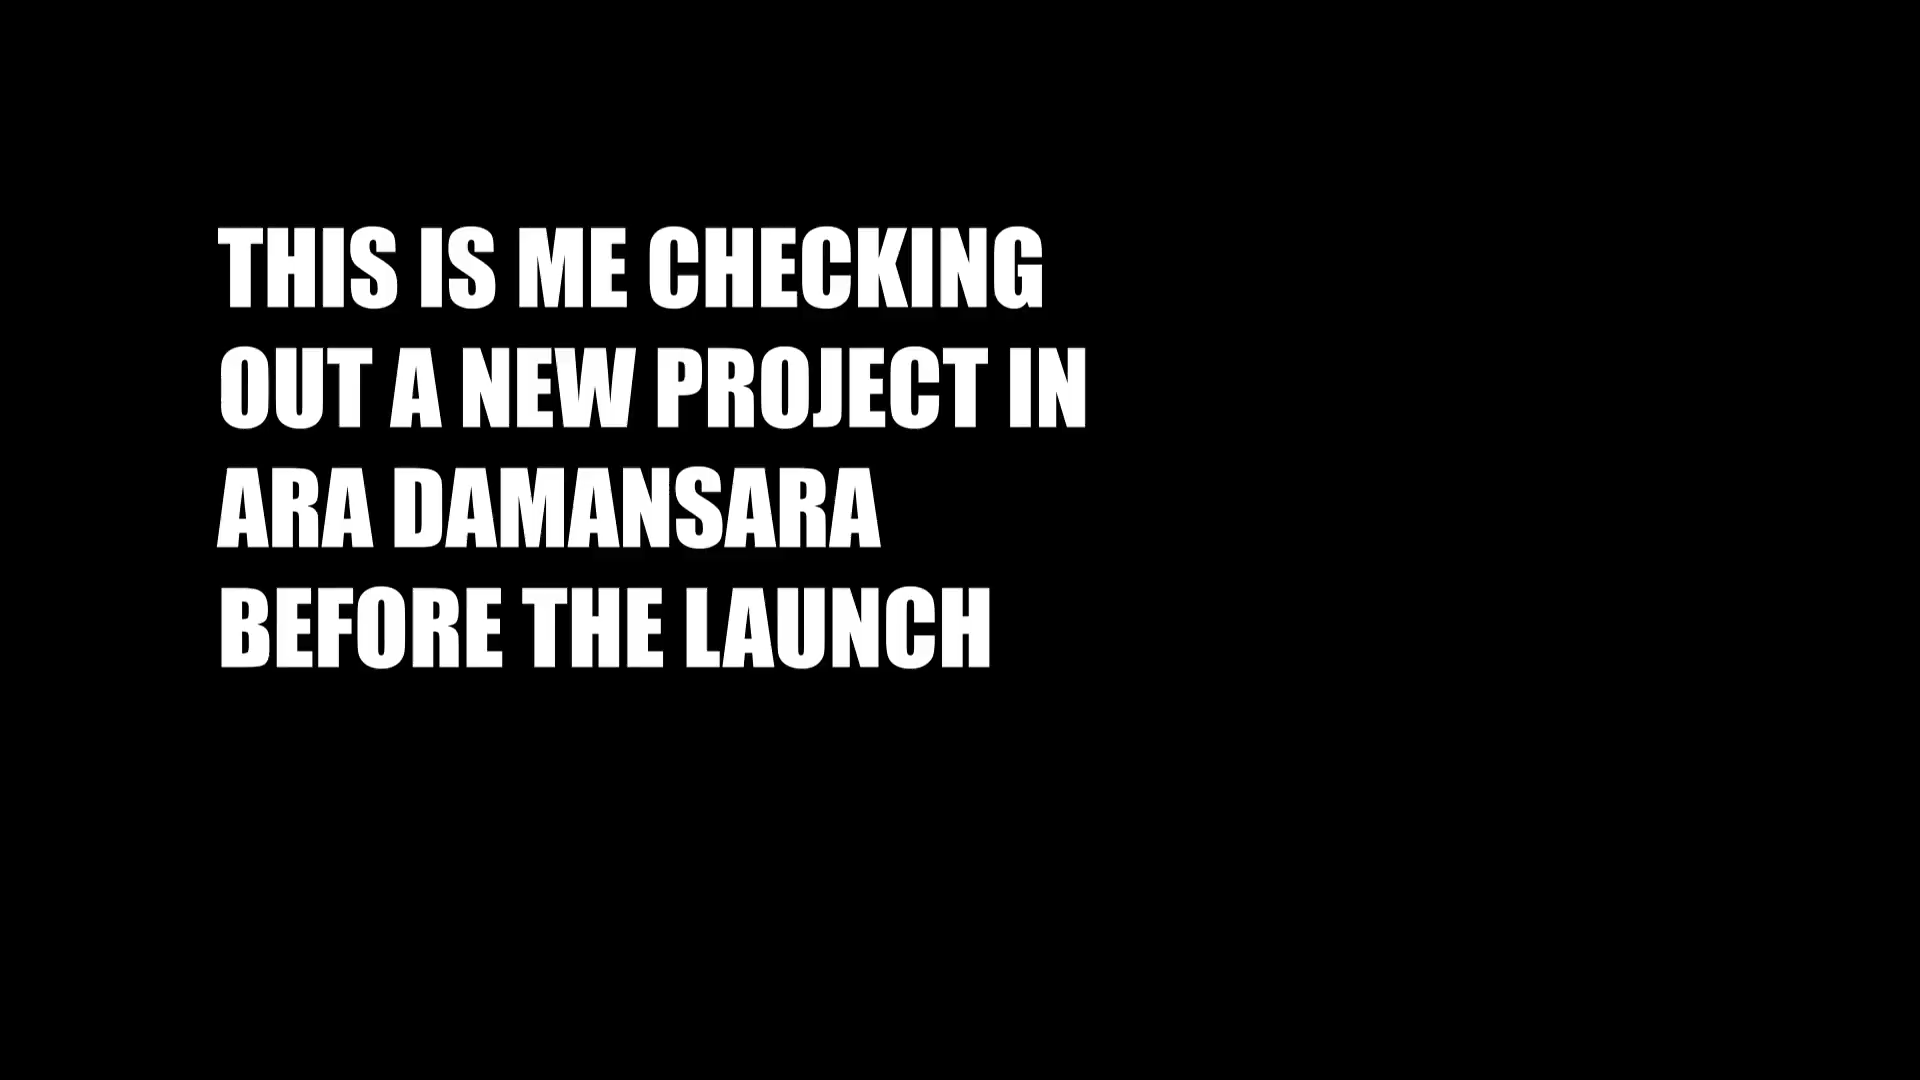 THIS IS ME CHECKING
OUT A NEW PROJECT IN
ARA DAMANSARA
BEFORE THE LAUNCH